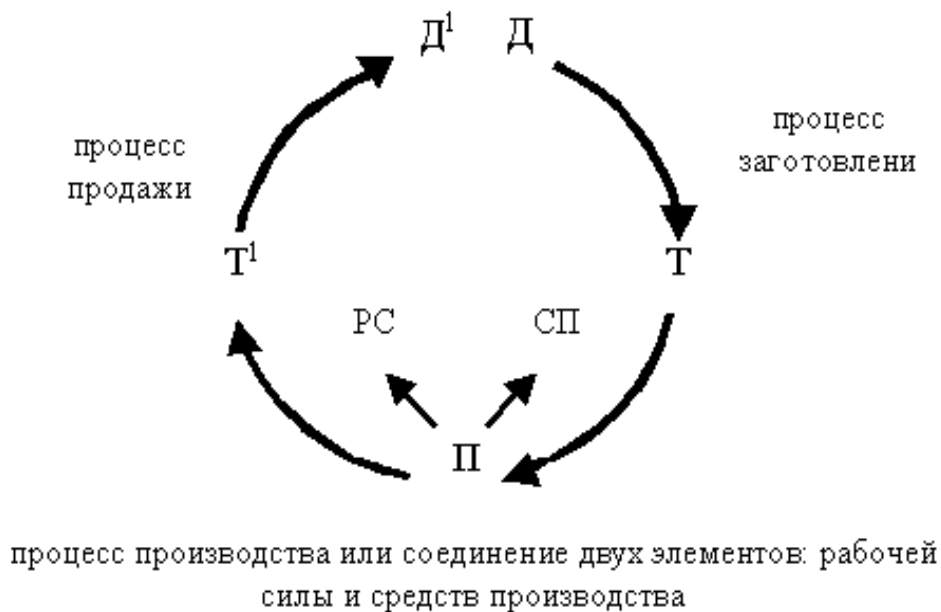 Д¹ Д
процесс
продажи
процесс
заготовлени
Т¹
Т
РС
СП
П
процесс производства или соединение двух элементов: рабочей
силы и средств производства